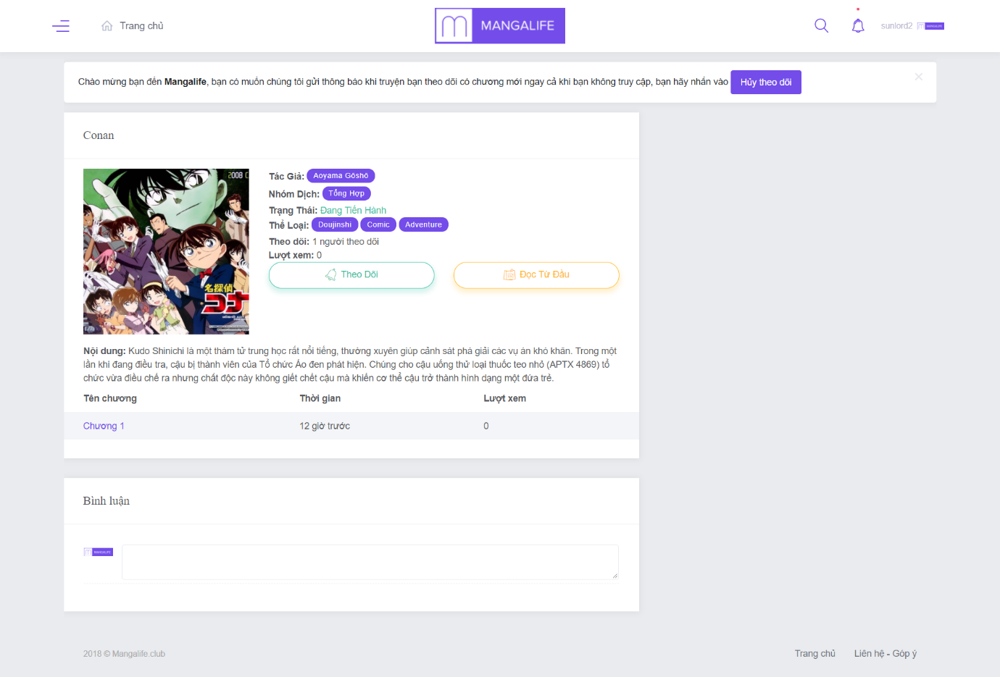 Trang chủ
MANGALIFE
sunlord2
MANGALIFE
Chào mừng bạn đến Mangalife, bạn có muốn chúng tôi gửi thông báo khi truyện bạn theo dõi có chương mới ngay cả khi bạn không truy cập, bạn hãy nhấn vào Hủy theo dõi
Conan
2008 C
名探偵
コナ
Tác Giả: Aoyama Gōshō
Nhóm Dịch: Tổng Hợp
Trạng Thái: Đang Tiến Hành
Thể Loại: Doujinshi Comic Adventure
Theo dõi: 1 người theo dõi
Lượt xem: 0
Theo Dõi
Đọc Từ Đầu
Nội dung: Kudo Shinichi là một thám tử trung học rất nổi tiếng, thường xuyên giúp cảnh sát phá giải các vụ án khó khăn. Trong một
lần khi đang điều tra, cậu bị thành viên của Tổ chức Áo đen phát hiện. Chúng cho cậu uống thử loại thuốc teo nhỏ (APTX 4869) tổ
chức vừa điều chế ra nhưng chất độc này không giết chết cậu mà khiến cơ thể cậu trở thành hình dạng một đứa trẻ.
Tên chương Thời gian Lượt xem
Chương 1 12 giờ trước 0
Bình luận
MANGALIFE
2018 © Mangalife.club
Trang chủ Liên hệ - Góp ý